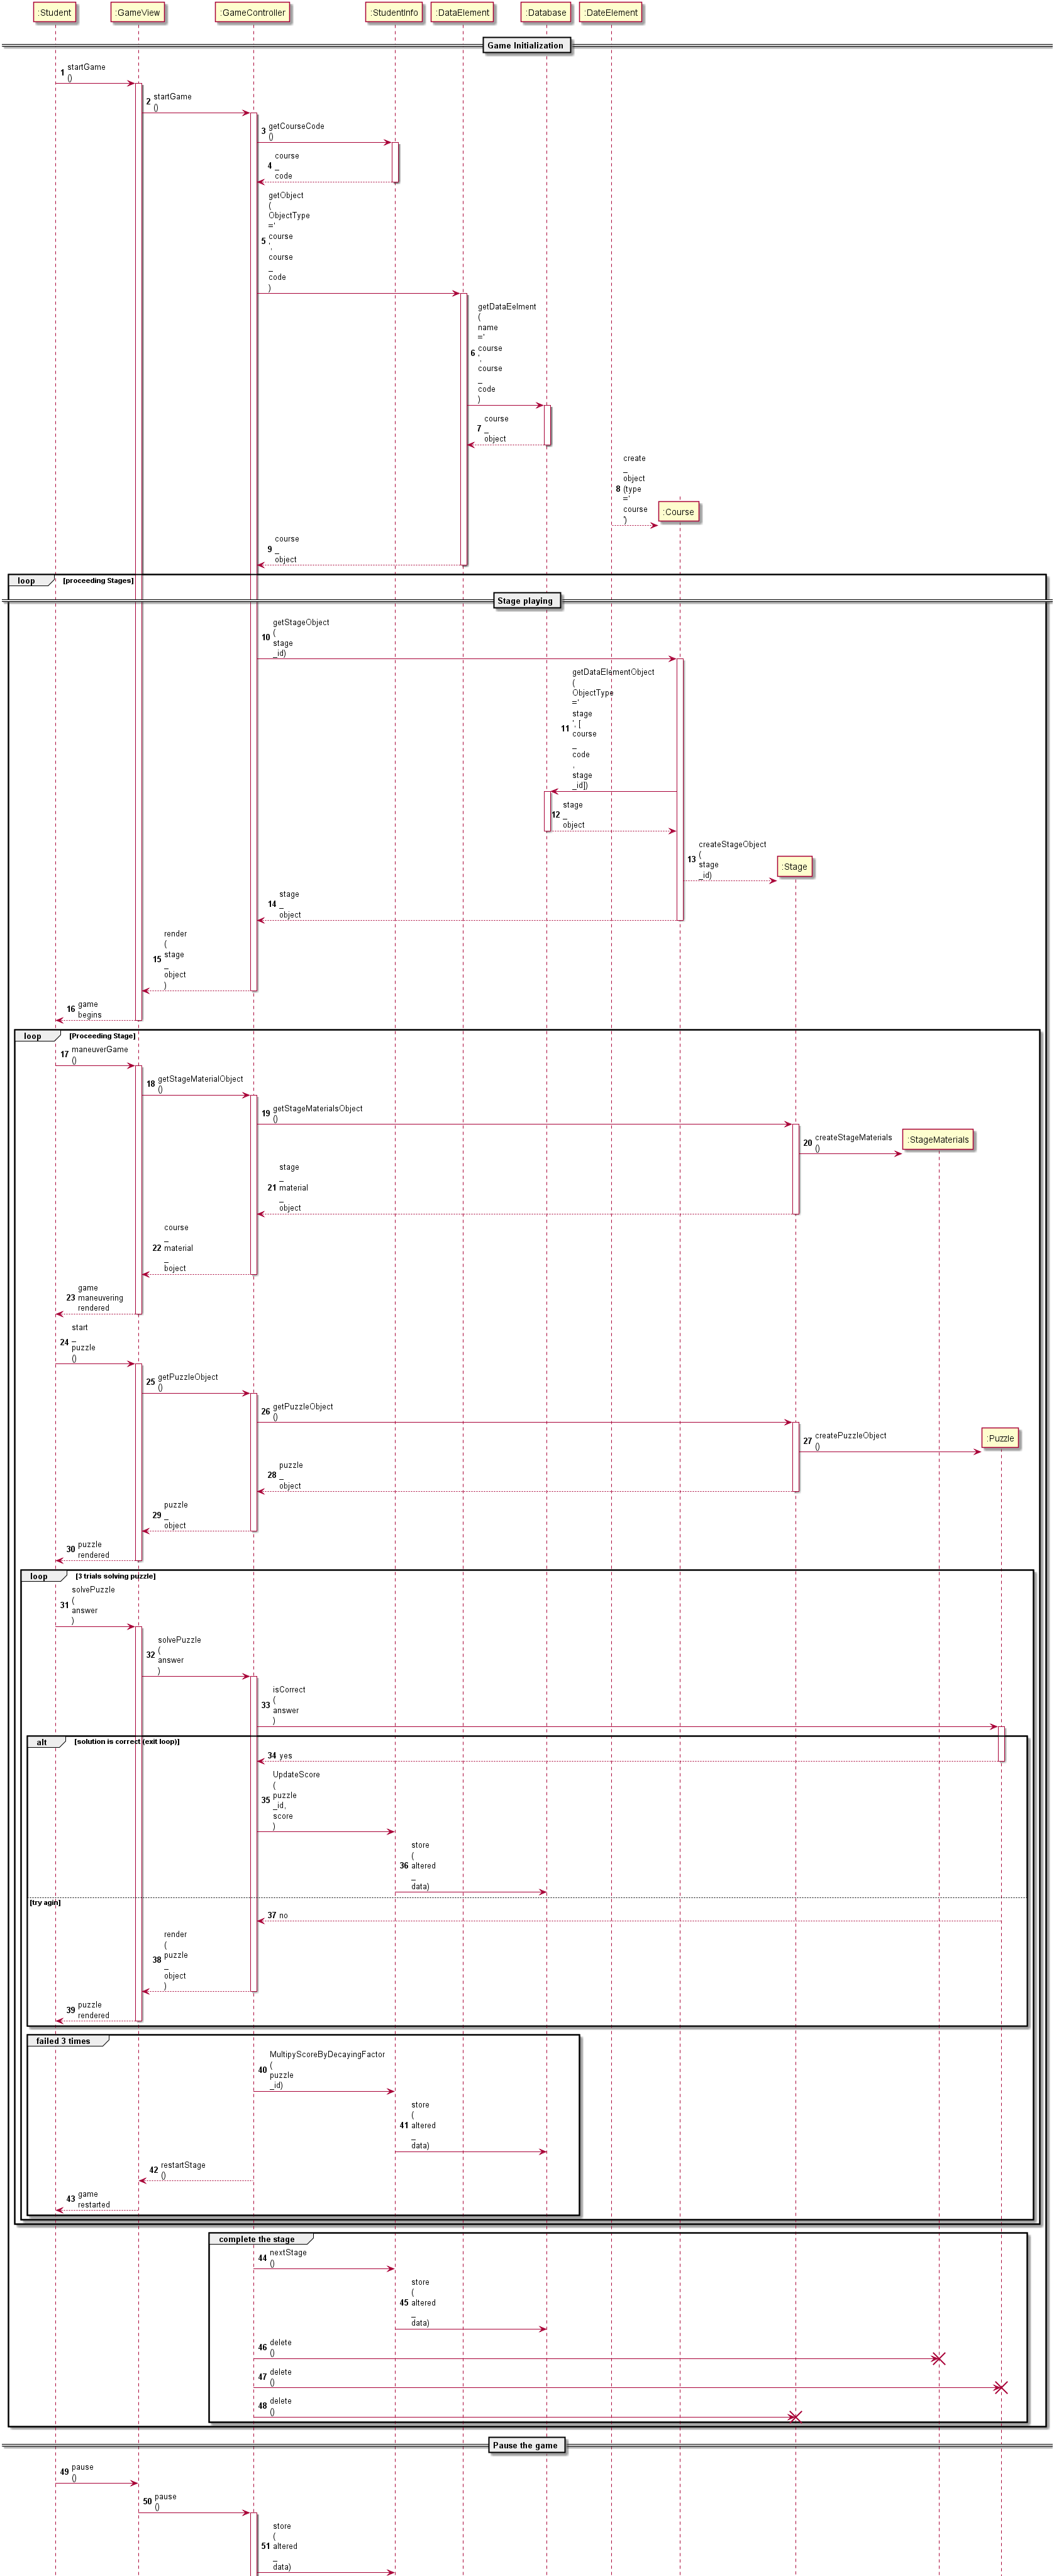 :Student
:GameView
:GameController
:StudentInfo
:DataElement
:Database
:DateElement
Game Initialization
1 startGame
()
2 startGame
()
3 getCourseCode
()
4 course
_
code
5 getObject
(
ObjectType
='
course
',
course
_
code
)
6 getDataEelment
(
name
='
course
',
course
_
code
)
7 course
_
object
8 create
_
object
(type
='
course
')
:Course
9 course
_
object
loop [proceeding Stages]
Stage playing
10 getStageObject
(
stage
_id)
11 getDataElementObject
(
ObjectType
='
stage
', [
course
_
code
,
stage
_id])
12 stage
_
object
13 createStageObject
(
stage
_id)
:Stage
14 stage
_
object
15 render
(
stage
_
object
)
16 game
begins
loop [Proceeding Stage]
17 maneuverGame
()
18 getStageMaterialObject
()
19 getStageMaterialsObject
()
20 createStageMaterials
()
:StageMaterials
21 stage
_
material
_
object
22 course
_
material
_
boject
23 game
maneuvering
rendered
24 start
_
puzzle
()
25 getPuzzleObject
()
26 getPuzzleObject
()
27 createPuzzleObject
()
:Puzzle
28 puzzle
_
object
29 puzzle
_
object
30 puzzle
rendered
loop [3 trials solving puzzle]
31 solvePuzzle
(
answer
)
32 solvePuzzle
(
answer
)
33 isCorrect
(
answer
)
alt [solution is correct (exit loop)]
34 yes
35 UpdateScore
(
puzzle
_id,
score
)
36 store
(
altered
_
data)
[try agin]
37 no
38 render
(
puzzle
_
object
)
39 puzzle
rendered
failed 3 times
40 MultipyScoreByDecayingFactor
(
puzzle
_id)
41 store
(
altered
_
data)
42 restartStage
()
43 game
restarted
complete the stage
44 nextStage
()
45 store
(
altered
_
data)
46 delete
()
47 delete
()
48 delete
()
Pause the game
49 pause
()
50 pause
()
51 store
(
altered
_
data)